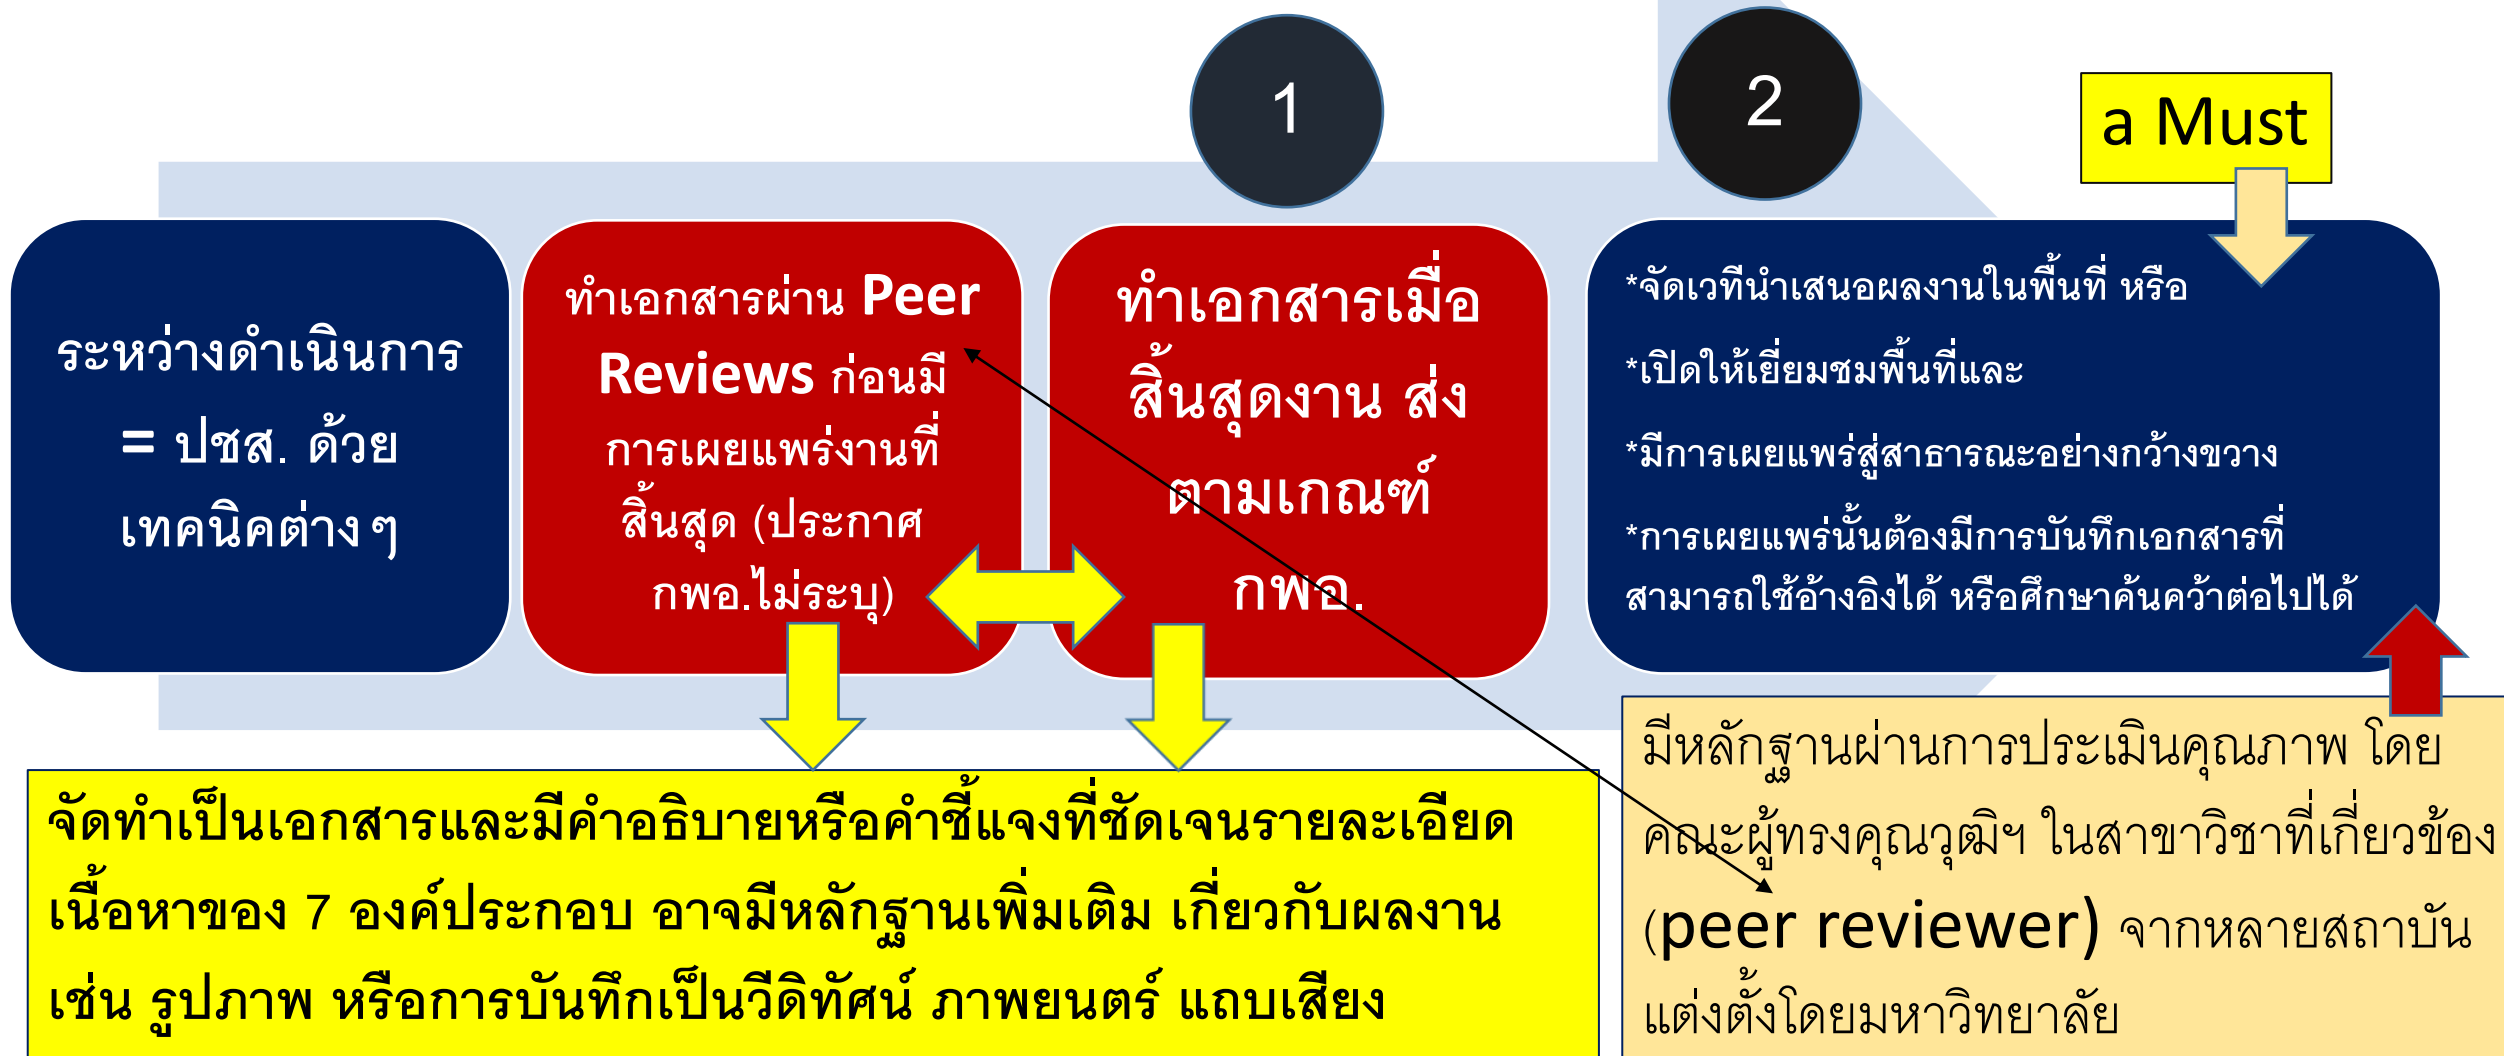 1
2
a Must
ระหว่างดำเนินการ
= ปชส. ด้วย
เทคนิคต่างๆ
ทำเอกสารผ่าน Peer
Reviews ก่อนมี
การเผยแพร่งานที่
สิ้นสุด (ประกาศ
กพอ.ไม่ระบุ)
ทำเอกสารเมื่อ
สิ้นสุดงาน ส่ง
ตามเกณฑ์
กพอ.
*จัดเวทีนำเสนอผลงานในพื้นที่ หรือ
*เปิดให้เยี่ยมชมพื้นที่และ
*มีการเผยแพร่สู่สาธารณะอย่างกว้างขวาง
*การเผยแพร่นั้นต้องมีการบันทึกเอกสารที่
สามารถใช้อ้างอิงได้ หรือศึกษาค้นคว้าต่อไปได้
จัดทำเป็นเอกสารและมีคำอธิบายหรือคำชี้แจงที่ชัดเจนรายละเอียด
เนื้อหาของ 7 องค์ประกอบ อาจมีหลักฐานเพิ่มเติม เกี่ยวกับผลงาน
เช่น รูปภาพ หรือการบันทึกเป็นวีดิทัศน์ ภาพยนตร์ แถบเสียง
มีหลักฐานผ่านการประเมินคุณภาพ โดย
คณะผู้ทรงคุณวุฒิฯ ในสาขาวิชาที่เกี่ยวข้อง
(peer reviewer) จากหลายสถาบัน
แต่งตั้งโดยมหาวิทยาลัย